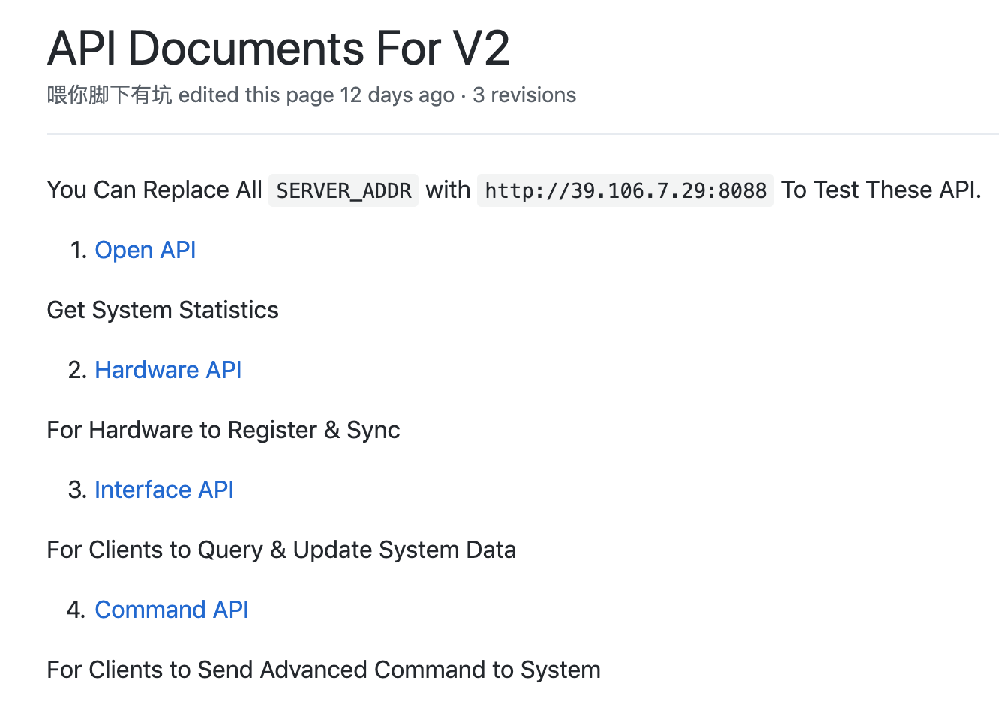 API Documents For V2
喂你脚下有坑 edited this page 12 days ago · 3 revisions
You Can Replace All SERVER_ADDR with http://39.106.7.29:8088 To Test These API.
1. Open API
Get System Statistics
2. Hardware API
For Hardware to Register & Sync
3. Interface API
For Clients to Query & Update System Data
4. Command API
For Clients to Send Advanced Command to System